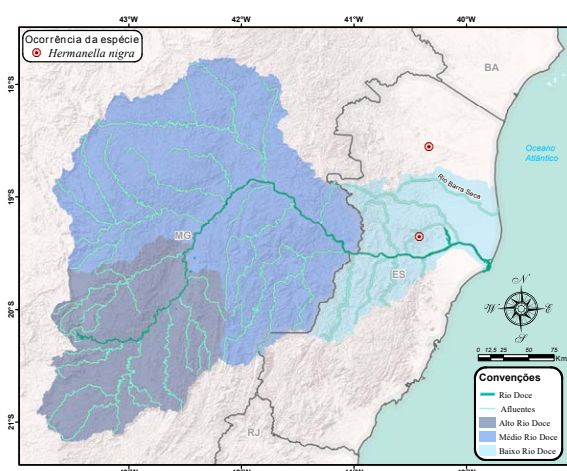 43°W 42°W 41°W 40°W
Ocorrência da espécie
Hermanella nigra
BA
18°S
Oceano
Atlântico
Rio Barra Seca
19°S
MG
ES
20°S
N
W E
S
0 12,5 25 50 75
Km
Convenções
Rio Doce
Afluentes
Alto Rio Doce
Médio Rio Doce
Baixo Rio Doce
21°S
RJ